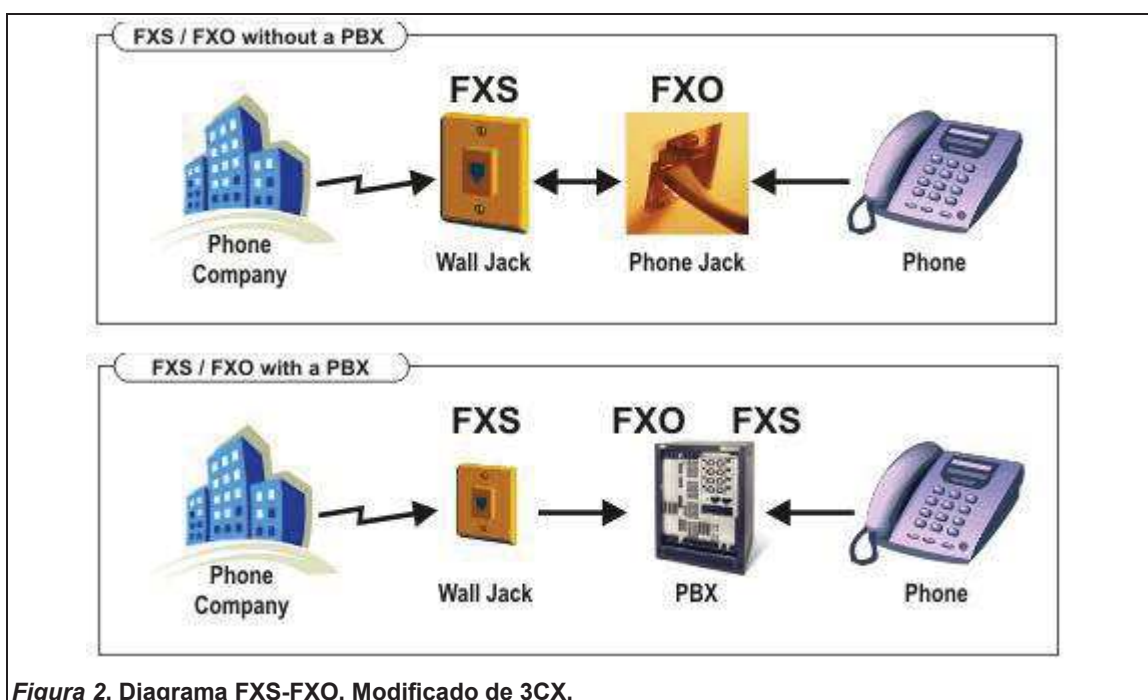 FXS / FXO without a PBX
FXS FXO
Phone
Company
Wall Jack
Phone Jack
Phone
FXS / FXO with a PBX
FXS FXO FXS
Phone
Company
Wall Jack
PBX
Phone
Figura 2. Diagrama FXS-FXO. Modificado de 3CX.